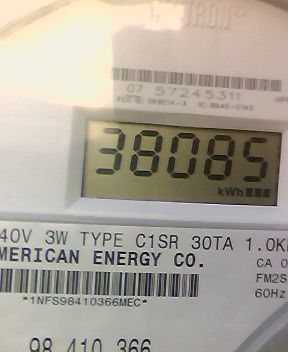 CENTRON
07 57245311
38085
kWh
40V 3W TYPE C1SR 30TA 1.0K
MERICAN ENERGY CO.
CA 0
FM2S
*1NFS98410366MEC*
60Hz
98 410 366